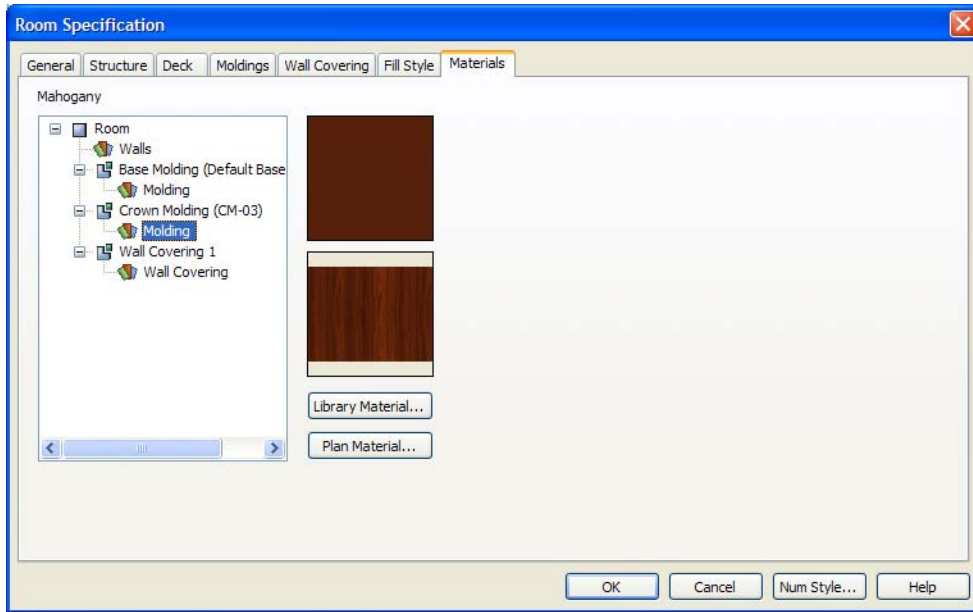 Room Specification
General Structure Deck Moldings Wall Covering Fill Style Materials
Mahogany
Room
Walls
Base Molding (Default Base
Molding
Crown Molding (CM-03)
Molding
Wall Covering 1
Wall Covering
Library Material...
Plan Material...
OK Cancel Num Style... Help